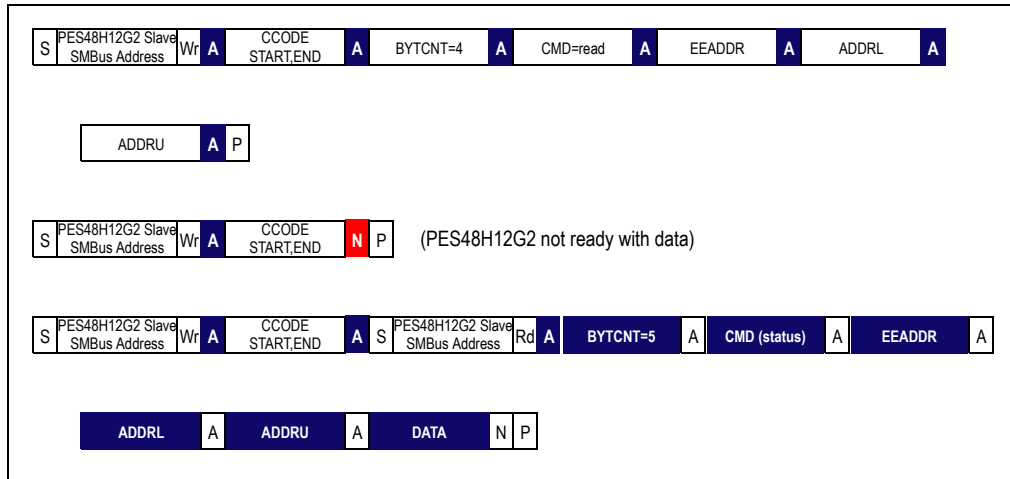 S PES48H12G2 Slave SMBus Address Wr A CCODE START,END A BYTCNT=4 A CMD=read A EEADDR A ADDRL A
ADDRU A P
S PES48H12G2 Slave SMBus Address Wr A CCODE START,END N P (PES48H12G2 not ready with data)
S PES48H12G2 Slave SMBus Address Wr A CCODE START,END A S PES48H12G2 Slave SMBus Address Rd A BYTCNT=5 A CMD (status) A EEADDR A
ADDRL A ADDRU A DATA N P